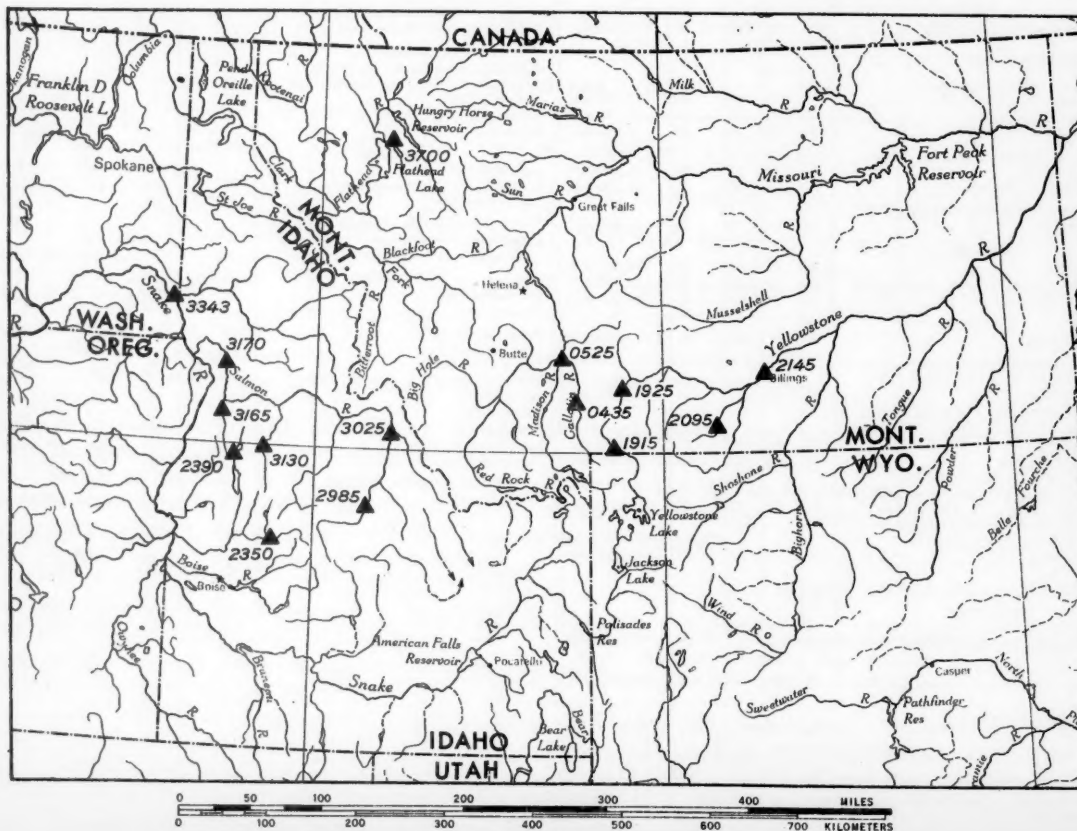 CANADA
Columbia
Franklin D
Roosevelt L
Pend
Oreille
Lake
Kootenai
R
R
Hungry Horse
Reservoir
Marias
R
Milk
R
R
3700
Flathead
Lake
Flathead
Fort Peck
Reservoir
Missouri
Spokane
Clark
Sun
R
Great Falls
St Joe
R
MONT.
IDAHO
Blackfoot
R
Fork
R
Helena
Musselshell
Snake
3343
WASH.
OREG.
R
Bitterroot
Butte
Big Hole
Yellowstone
3170
Salmon
R
R
0525
2145
Billings
Madison
R
Gallatin
R
1925
0435
3165
3025
2095
Tongue
R
2390
3130
1915
MONT.
WYO.
Powder
Red Rock
R
Shoshone
R
Fourche
2985
Yellowstone
Lake
Bighorn
Belle
2350
Boise
R
Boise
Jackson
Lake
Wind
R
Owyhee
Palisades
Res
American Falls
Reservoir
R
Pocatello
Casper
North
Bruneau
Snake
R
Sweetwater
R
Pathfinder
Res
R
R
IDAHO
UTAH
Bear
Lake
Bear
0 50 100 200 300 400 MILES
0 100 200 300 400 500 600 700 KILOMETERS